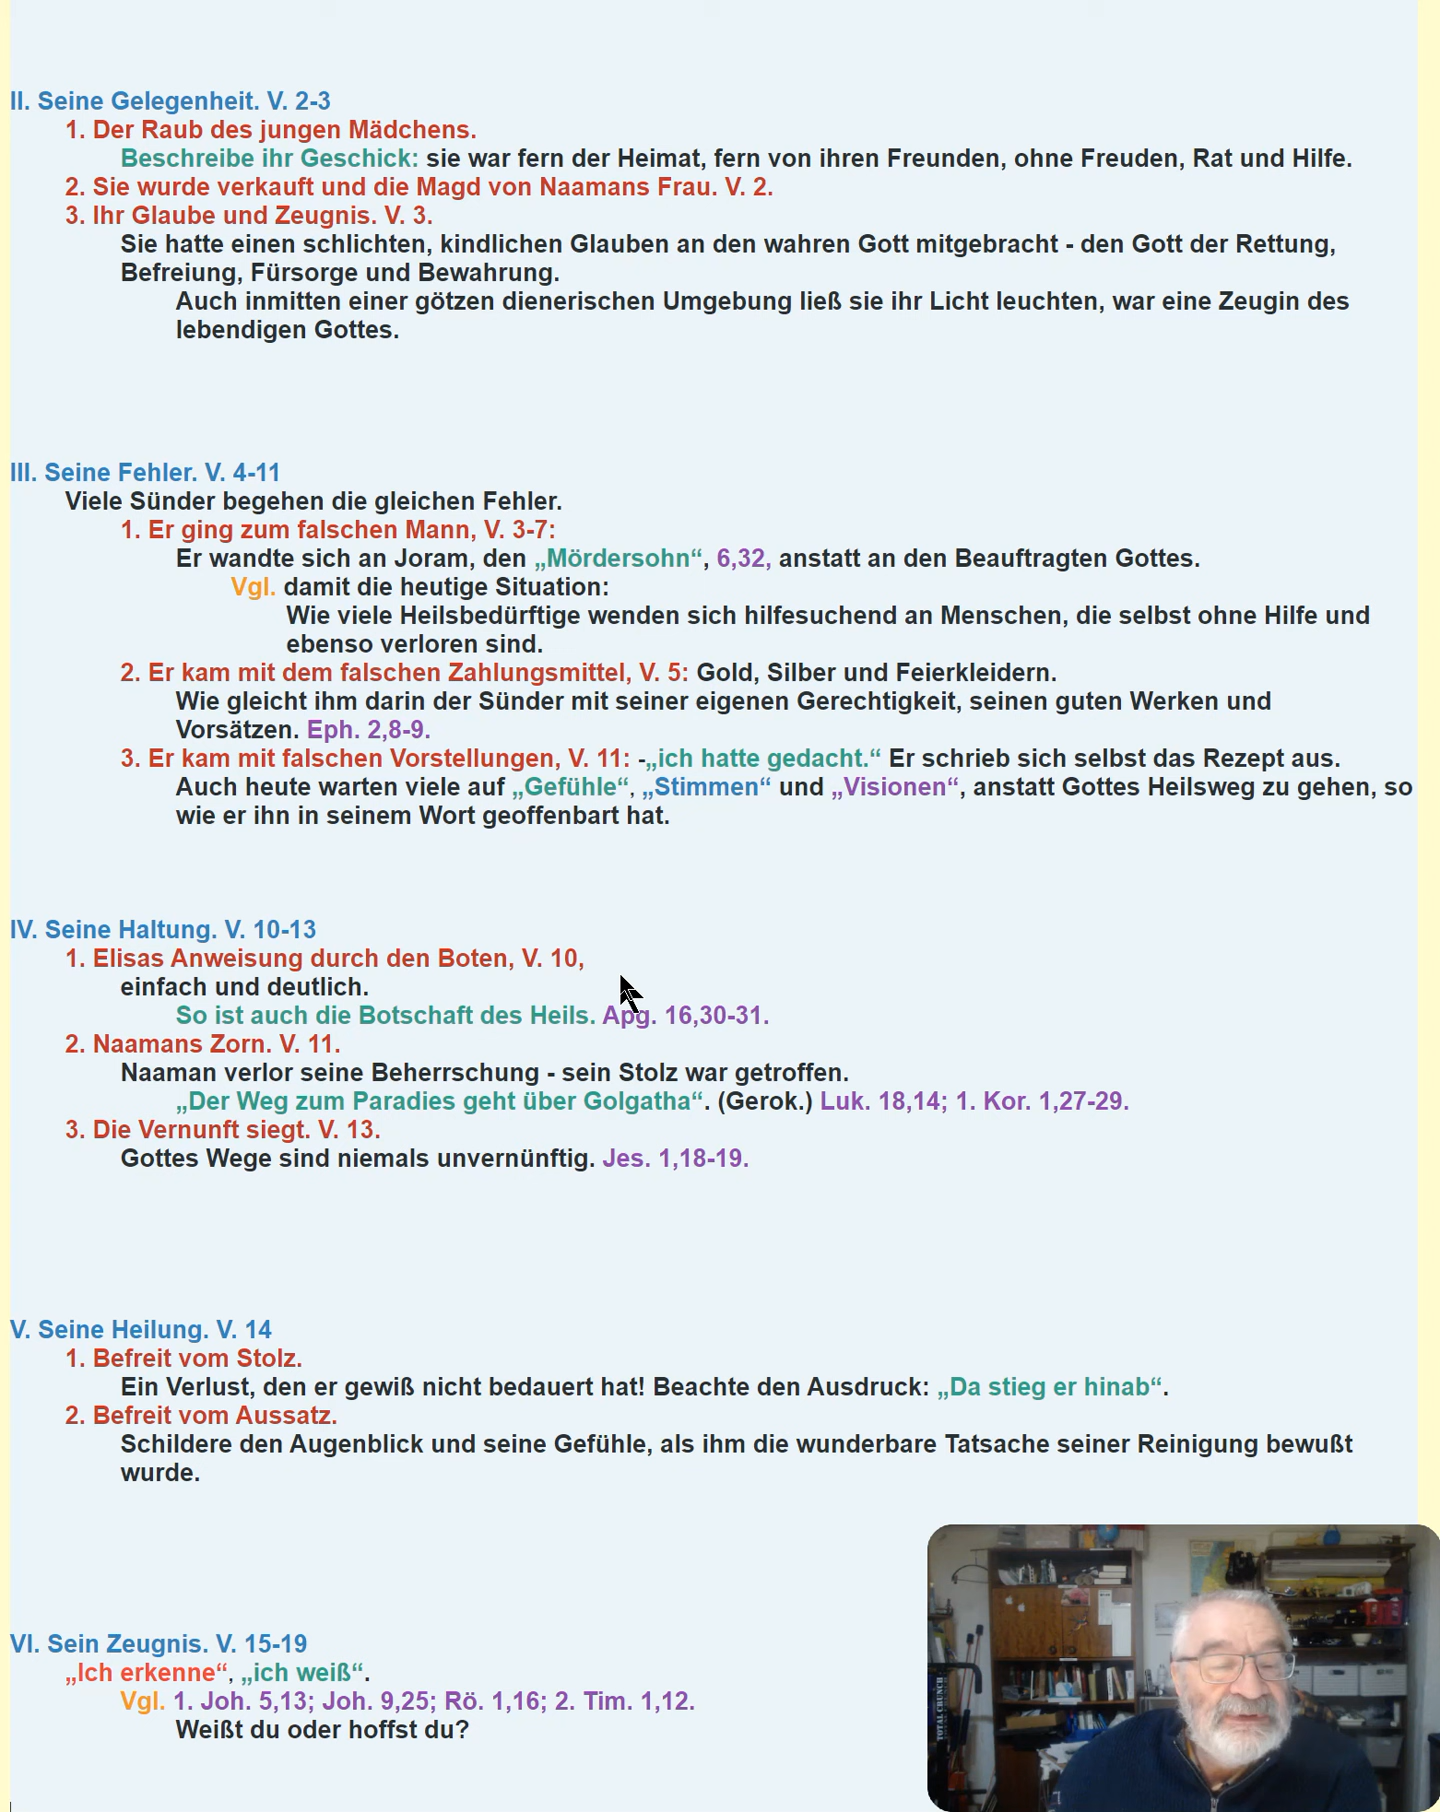 II. Seine Gelegenheit. V. 2-3
1. Der Raub des jungen Mädchens.
Beschreibe ihr Geschick: sie war fern der Heimat, fern von ihren Freunden, ohne Freuden, Rat und Hilfe.
2. Sie wurde verkauft und die Magd von Naamans Frau. V. 2.
3. Ihr Glaube und Zeugnis. V. 3.
Sie hatte einen schlichten, kindlichen Glauben an den wahren Gott mitgebracht - den Gott der Rettung,
Befreiung, Fürsorge und Bewahrung.
Auch inmitten einer götzen dienerischen Umgebung ließ sie ihr Licht leuchten, war eine Zeugin des
lebendigen Gottes.
III. Seine Fehler. V. 4-11
Viele Sünder begehen die gleichen Fehler.
1. Er ging zum falschen Mann, V. 3-7:
Er wandte sich an Joram, den „Mördersohn“, 6,32, anstatt an den Beauftragten Gottes.
Vgl. damit die heutige Situation:
Wie viele Heilsbedürftige wenden sich hilfesuchend an Menschen, die selbst ohne Hilfe und
ebenso verloren sind.
2. Er kam mit dem falschen Zahlungsmittel, V. 5: Gold, Silber und Feierkleidern.
Wie gleicht ihm darin der Sünder mit seiner eigenen Gerechtigkeit, seinen guten Werken und
Vorsätzen. Eph. 2,8-9.
3. Er kam mit falschen Vorstellungen, V. 11: -„ich hatte gedacht.“ Er schrieb sich selbst das Rezept aus.
Auch heute warten viele auf „Gefühle“, „Stimmen“ und „Visionen“, anstatt Gottes Heilsweg zu gehen, so
wie er ihn in seinem Wort geoffenbart hat.
IV. Seine Haltung. V. 10-13
1. Elisas Anweisung durch den Boten, V. 10,
einfach und deutlich.
So ist auch die Botschaft des Heils. Apg. 16,30-31.
2. Naamans Zorn. V. 11.
Naaman verlor seine Beherrschung - sein Stolz war getroffen.
„Der Weg zum Paradies geht über Golgatha“. (Gerok.) Luk. 18,14; 1. Kor. 1,27-29.
3. Die Vernunft siegt. V. 13.
Gottes Wege sind niemals unvernünftig. Jes. 1,18-19.
V. Seine Heilung. V. 14
1. Befreit vom Stolz.
Ein Verlust, den er gewiß nicht bedauert hat! Beachte den Ausdruck: „Da stieg er hinab“.
2. Befreit vom Aussatz.
Schildere den Augenblick und seine Gefühle, als ihm die wunderbare Tatsache seiner Reinigung bewußt
wurde.
VI. Sein Zeugnis. V. 15-19
„Ich erkenne“, „ich weiß“.
Vgl. 1. Joh. 5,13; Joh. 9,25; Rö. 1,16; 2. Tim. 1,12.
Weißt du oder hoffst du?
TOTAL CRUNCH